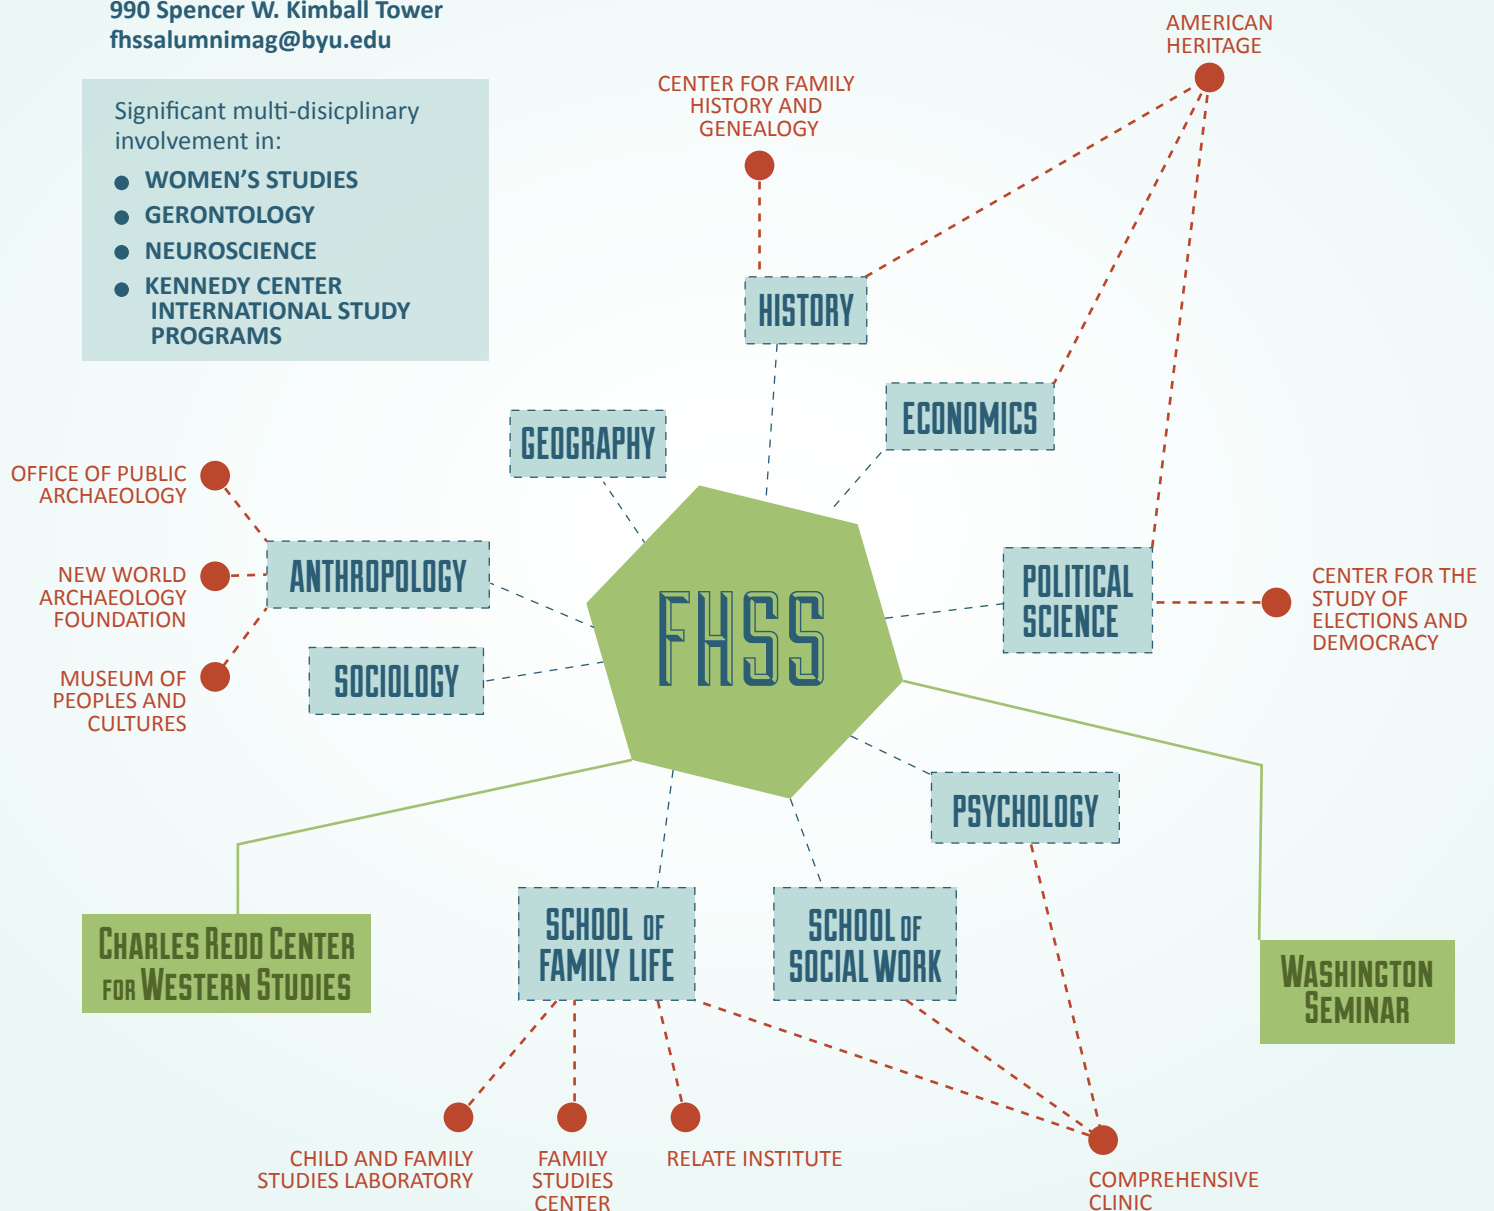 990 Spencer W. Kimball Tower
fhssalumnimag@byu.edu
Significant multi-disicplinary
involvement in:
WOMEN'S STUDIES
GERONTOLOGY
NEUROSCIENCE
KENNEDY CENTER
INTERNATIONAL STUDY
PROGRAMS
AMERICAN
HERITAGE
CENTER FOR FAMILY
HISTORY AND
GENEALOGY
HISTORY
ECONOMICS
GEOGRAPHY
OFFICE OF PUBLIC
ARCHAEOLOGY
ANTHROPOLOGY
NEW WORLD
ARCHAEOLOGY
FOUNDATION
MUSEUM OF
PEOPLES AND
CULTURES
SOCIOLOGY
FHSS
POLITICAL
SCIENCE
CENTER FOR THE
STUDY OF
ELECTIONS AND
DEMOCRACY
PSYCHOLOGY
CHARLES REDD CENTER
FOR WESTERN STUDIES
SCHOOL OF
FAMILY LIFE
SCHOOL OF
SOCIAL WORK
WASHINGTON
SEMINAR
CHILD AND FAMILY
STUDIES LABORATORY
FAMILY
STUDIES
CENTER
RELATE INSTITUTE
COMPREHENSIVE
CLINIC